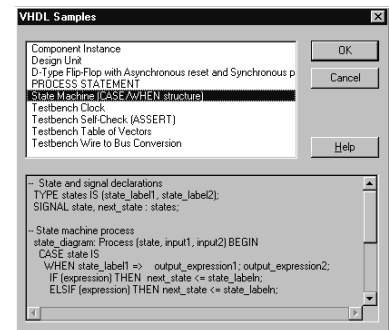 VHDL Samples
Component Instance
Design Unit
D-Type Flip-Flop with Asynchronous reset and Synchronous p
PROCESS STATEMENT
State Machine (CASE/WHEN structure)
Testbench Clock
Testbench Self-Check (ASSERT)
Testbench Table of Vectors
Testbench Wire to Bus Conversion
OK
Cancel
Help
-- State and signal declarations
TYPE states IS (state_label1, state_label2);
SIGNAL state, next_state : states;
-- State machine process
state_diagram: Process (state, input1, input2) BEGIN
CASE state IS
WHEN state_label1 => output_expression1; output_expression2;
IF (expression) THEN next_state <= state_labeln;
ELSIF (expression) THEN next_state <= state_labeln;